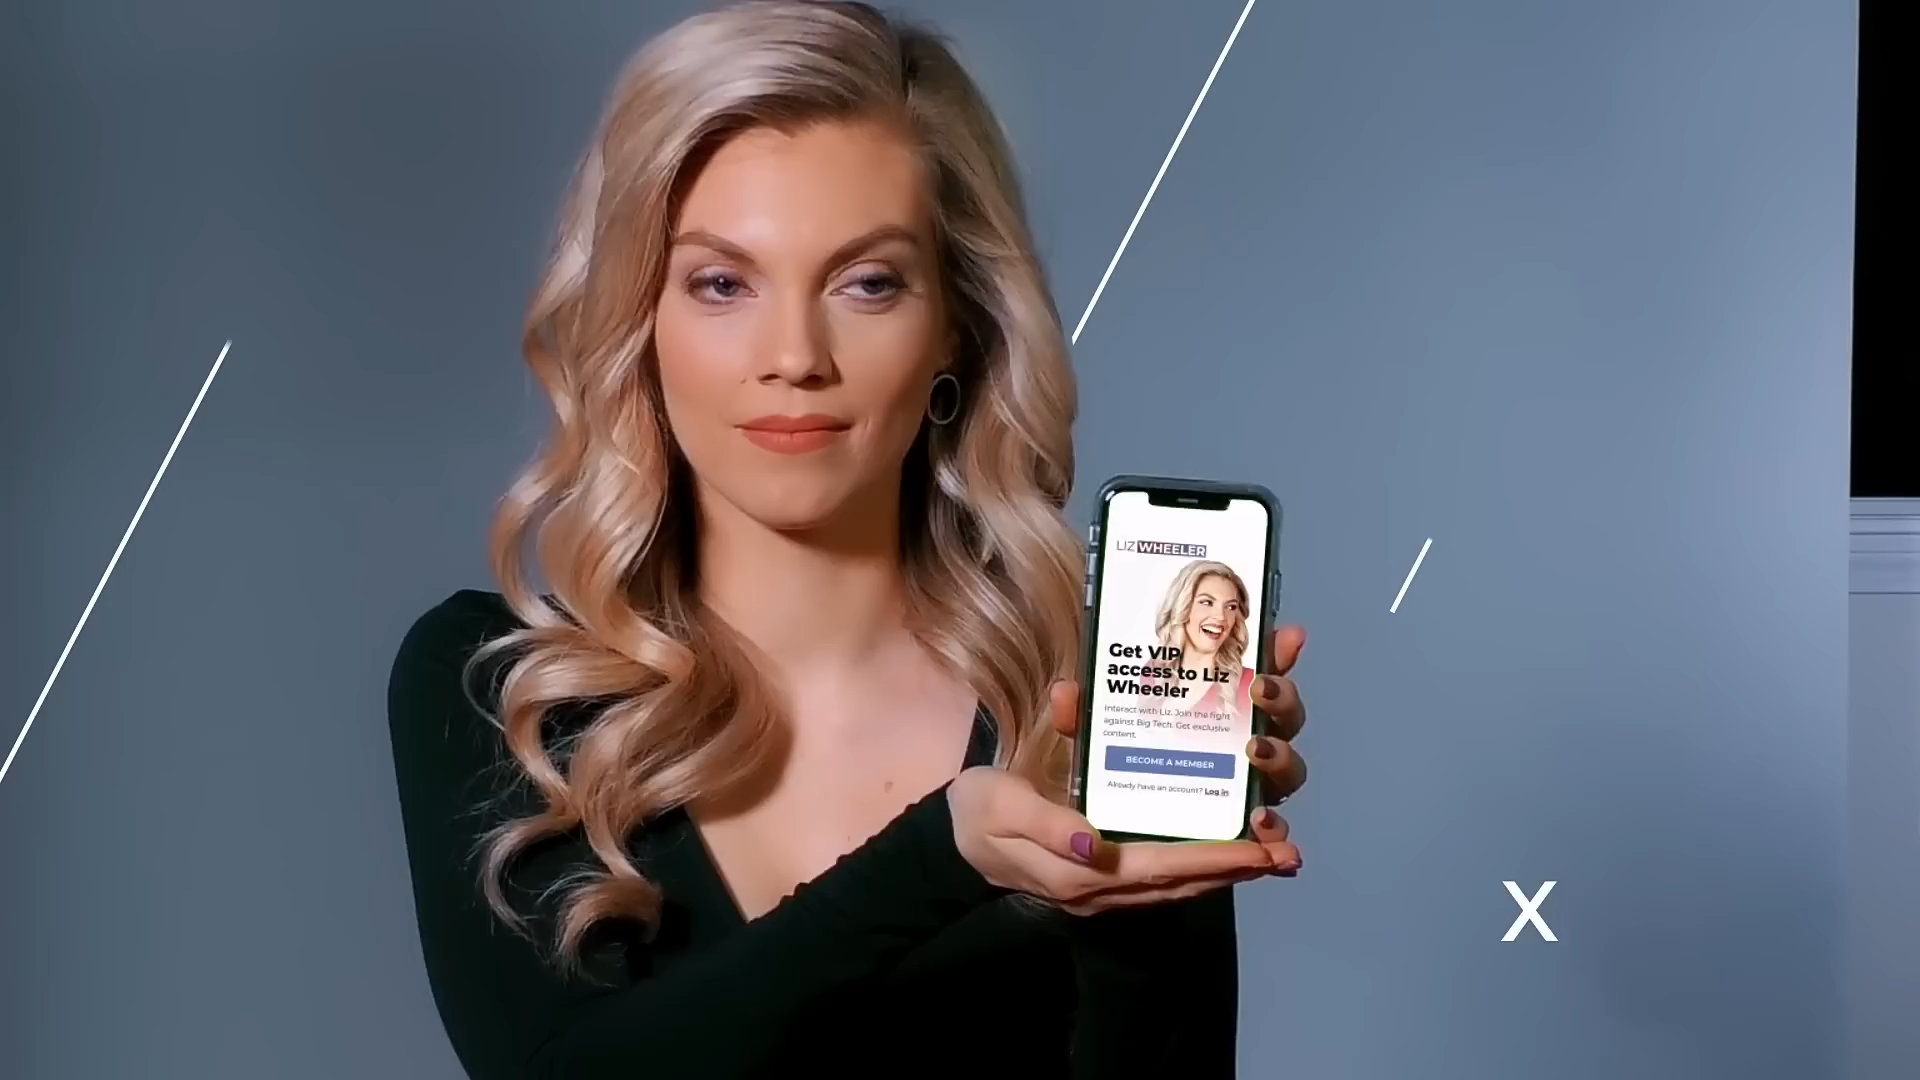 LIZ WHEELER
Get VIP
access to Liz
Wheeler
Interact with Liz. Join the fight
against Big Tech. Get exclusive
content.
BECOME A MEMBER
Already have an account? Log in
X